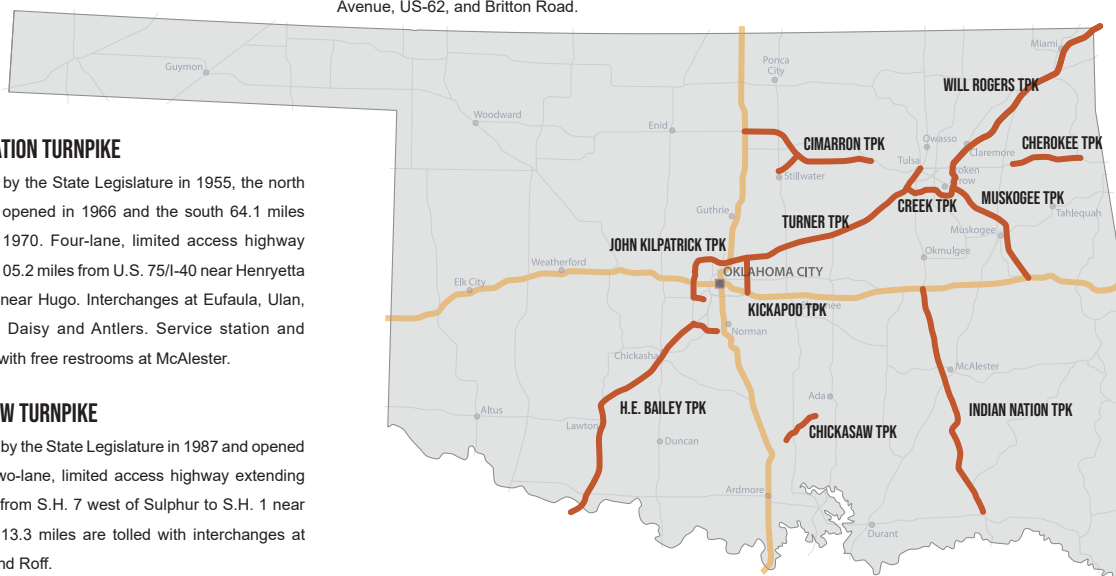 Avenue, US-62, and Britton Road.
ATION TURNPIKE
by the State Legislature in 1955, the north
opened in 1966 and the south 64.1 miles
1970. Four-lane, limited access highway
05.2 miles from U.S. 75/I-40 near Henryetta
near Hugo. Interchanges at Eufaula, Ulan,
Daisy and Antlers. Service station and
with free restrooms at McAlester.
W TURNPIKE
by the State Legislature in 1987 and opened
wo-lane, limited access highway extending
from S.H. 7 west of Sulphur to S.H. 1 near
13.3 miles are tolled with interchanges at
nd Roff.
Guymon
Woodward
Enid
Ponca
City
Miami
WILL ROGERS TPK
CIMARRON TPK
Owasso
CHEROKEE TPK
Claremore
Tulsa
Stillwater
roken
rrow
MUSKOGEE TPK
CREEK TPK
Tahlequah
Guthrie
TURNER TPK
Muskogee
JOHN KILPATRICK TPK
Okmulgee
Weatherford
OKLAHOMA CITY
Elk City
KICKAPOO TPK
nee
Norman
Chickasha
McAlester
Altus
H.E. BAILEY TPK
Ada
INDIAN NATION TPK
Lawton
CHICKASAW TPK
Duncan
Ardmore
Durant